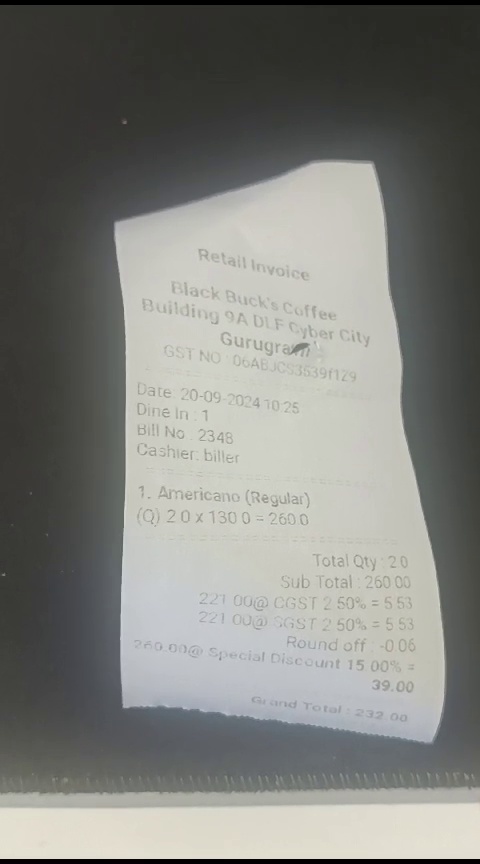 Retail Invoice
Black Buck's Coffee
Building 9A DLF Cyber City
Gurugram
GST NO : 06ABJCS3639f1Z9
Date: 20-09-2024 10:25
Dine In : 1
Bill No : 2348
Cashier: biller
1. Americano (Regular)
(Q) 2.0 x 130.0 = 260.0
Total Qty : 2.0
Sub Total : 260.00
221.00@ CGST 2.50% = 5.53
221.00@ SGST 2.50% = 5.53
Round off : -0.06
260.00@ Special Discount 15.00% =
39.00
Grand Total : 232.00